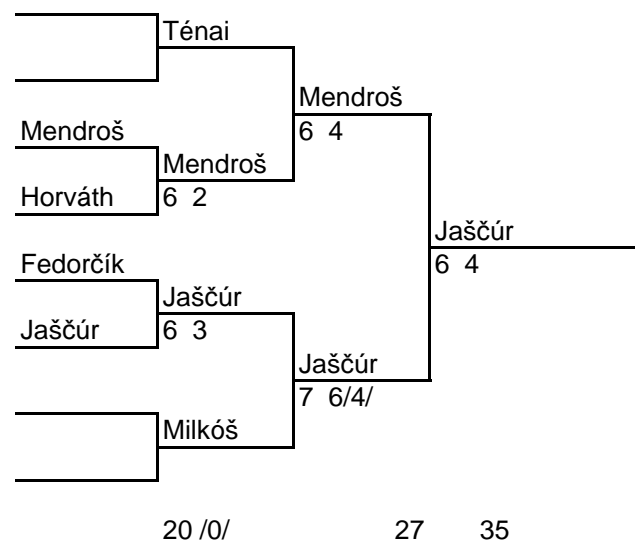 Ténai
Mendroš
Mendroš
6 4
Mendroš
Horváth
6 2
Jaščúr
Fedorčík
6 4
Jaščúr
Jaščúr
6 3
Jaščúr
7 6/4/
Milkóš
20 /0/ 27 35